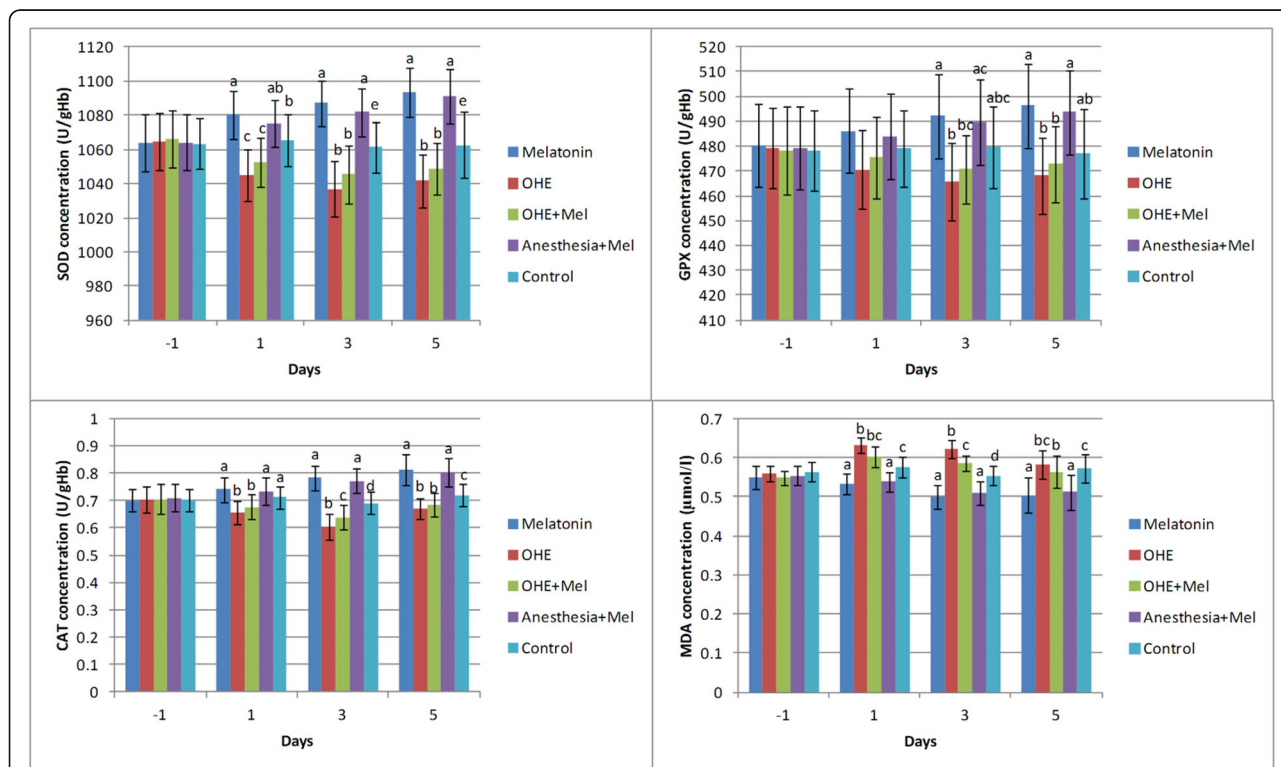 SOD concentration (U/gHb)
1120
1100
1080
1060
1040
1020
1000
980
960
a
c
c
ab
b
a
b
b
a
e
a
b
b
a
e
-1
1
3
5
Days
Melatonin
OHE
OHE+Mel
Anesthesia+Mel
Control
GPX concentration (U/gHb)
520
510
500
490
480
470
460
450
440
430
420
410
a
b
bc
ac
abc
a
b
b
a
ab
-1
1
3
5
Days
Melatonin
OHE
OHE+Mel
Anesthesia+Mel
Control
CAT concentration (U/gHb)
1
0.9
0.8
0.7
0.6
0.5
0.4
0.3
0.2
0.1
0
a
b
b
a
a
a
b
c
a
d
a
b
b
a
c
-1
1
3
5
Days
Melatonin
OHE
OHE+Mel
Anesthesia+Mel
Control
MDA concentration (μmol/l)
0.7
0.6
0.5
0.4
0.3
0.2
0.1
0
a
b
bc
a
c
a
b
c
a
d
a
bc
b
a
c
-1
1
3
5
Days
Melatonin
OHE
OHE+Mel
Anesthesia+Mel
Control